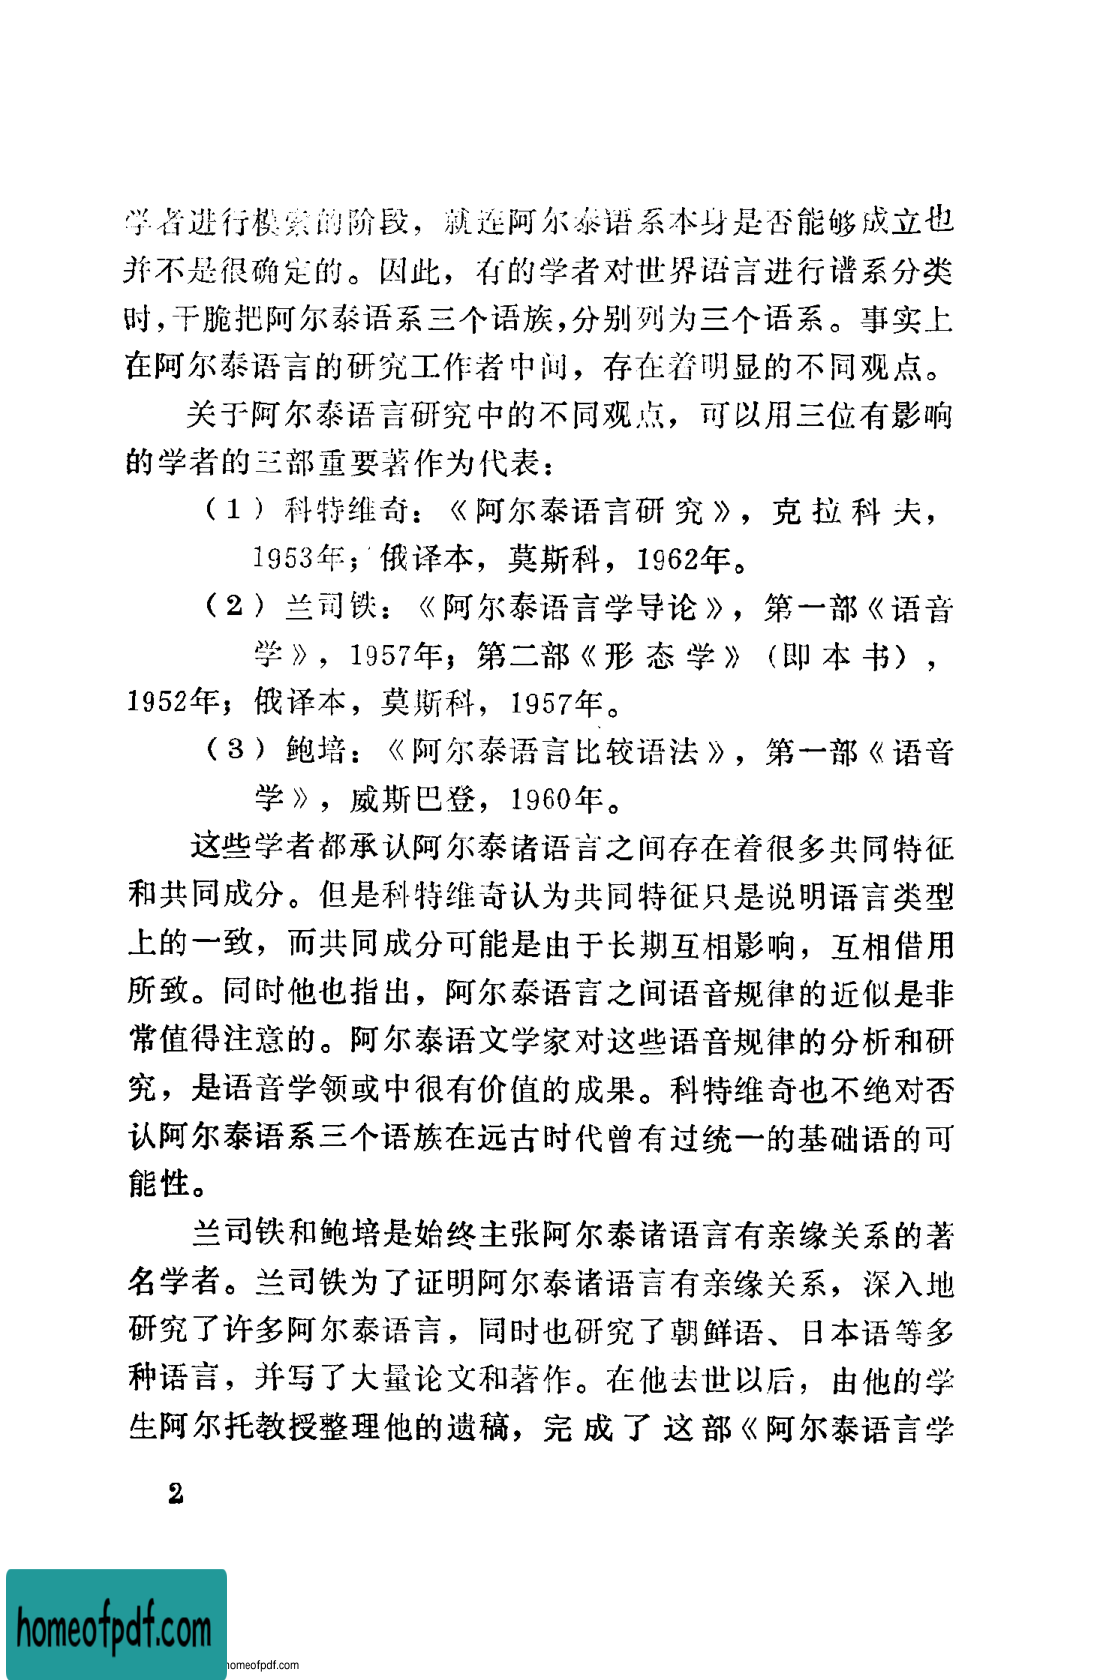 学者进行模索的阶段，就连阿尔泰语系本身是否能够成立也
并不是很确定的。因此，有的学者对世界语言进行谱系分类
时，干脆把阿尔泰语系三个语族，分别列为三个语系。事实上
在阿尔泰语言的研究工作者中间，存在着明显的不同观点。
关于阿尔泰语言研究中的不同观点，可以用三位有影响
的学者的三部重要著作为代表：
（1）科特维奇：《阿尔泰语言研究》，克拉科夫，
1953年；俄译本，莫斯科，1962年。
（2）兰司铁：《阿尔泰语言学导论》，第一部《语音
学》，1957年；第二部《形态学》（即本书），
1952年；俄译本，莫斯科，1957年。
（3）鲍培：《阿尔泰语言比较语法》，第一部《语音
学》，威斯巴登，1960年。
这些学者都承认阿尔泰诸语言之间存在着很多共同特征
和共同成分。但是科特维奇认为共同特征只是说明语言类型
上的一致，而共同成分可能是由于长期互相影响，互相借用
所致。同时他也指出，阿尔泰语言之间语音规律的近似是非
常值得注意的。阿尔泰语文学家对这些语音规律的分析和研
究，是语音学领或中很有价值的成果。科特维奇也不绝对否
认阿尔泰语系三个语族在远古时代曾有过统一的基础语的可
能性。
兰司铁和鲍培是始终主张阿尔泰诸语言有亲缘关系的著
名学者。兰司铁为了证明阿尔泰诸语言有亲缘关系，深入地
研究了许多阿尔泰语言，同时也研究了朝鲜语、日本语等多
种语言，并写了大量论文和著作。在他去世以后，由他的学
生阿尔托教授整理他的遗稿，完成了这部《阿尔泰语言学
2
homeofpdf.com
homeofpdf.com